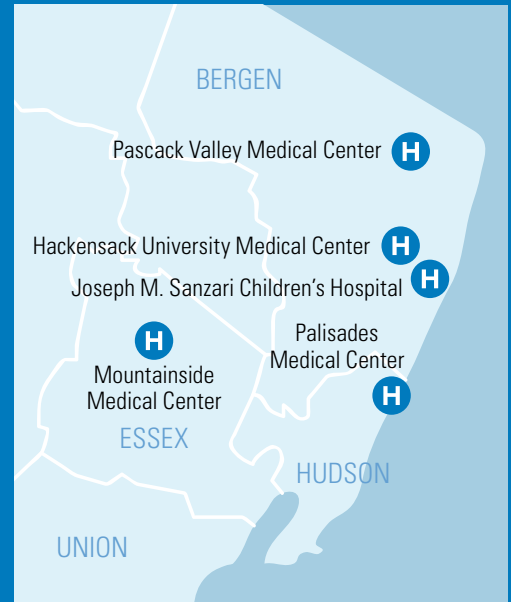 BERGEN
Pascack Valley Medical Center H
Hackensack University Medical Center H
Joseph M. Sanzari Children’s Hospital H
Palisades
Medical Center
H
H
Mountainside
Medical Center
ESSEX
HUDSON
UNION